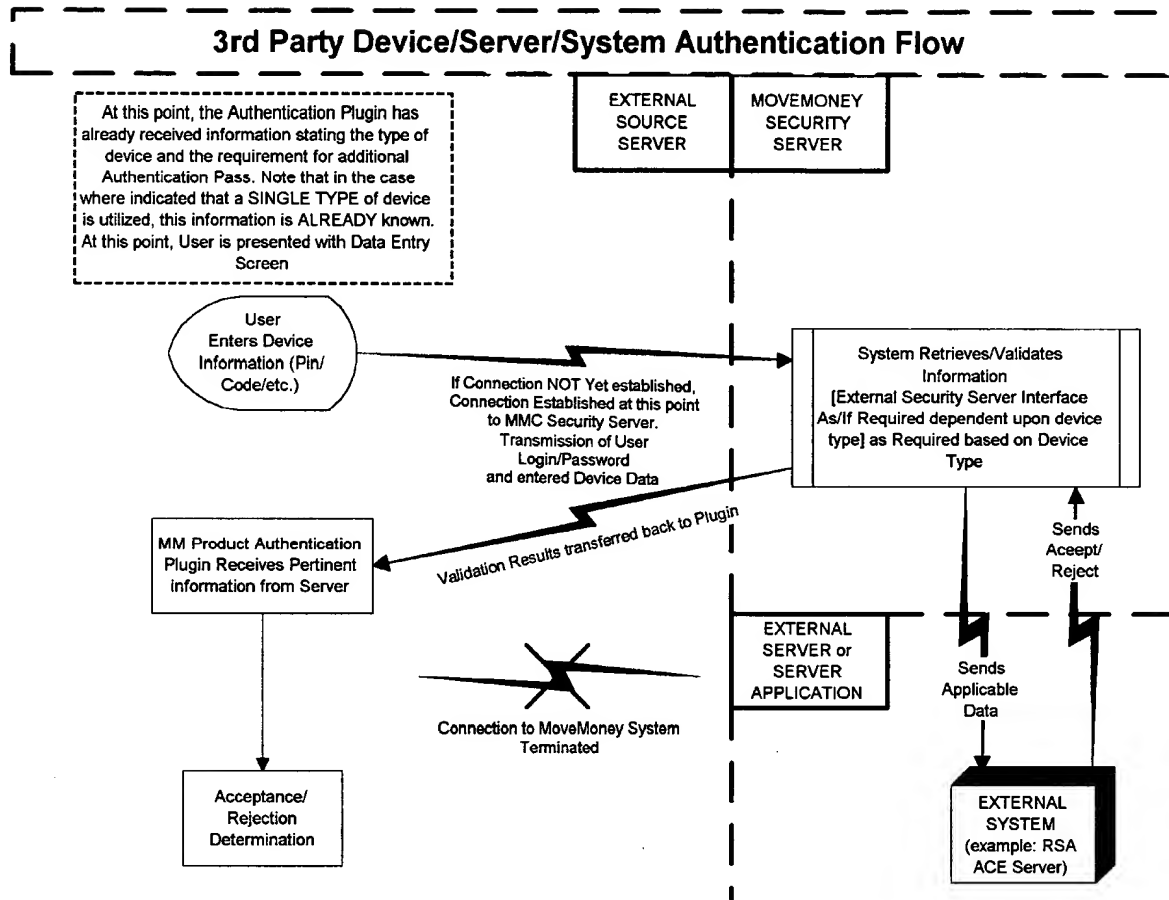 3rd Party Device/Server/System Authentication Flow
At this point, the Authentication Plugin has
already received information stating the type of
device and the requirement for additional
Authentication Pass. Note that in the case
where indicated that a SINGLE TYPE of device
is utilized, this information is ALREADY known.
At this point, User is presented with Data Entry
Screen
EXTERNAL
SOURCE
SERVER
MOVEMONEY
SECURITY
SERVER
User
Enters Device
Information (Pin/
Code/etc.)
If Connection NOT Yet established,
Connection Established at this point
to MMC Security Server.
Transmission of User
Login/Password
and entered Device Data
System Retrieves/Validates
Information
[External Security Server Interface
As/If Required dependent upon device
type] as Required based on Device
Type
Validation Results transferred back to Plugin
MM Product Authentication
Plugin Receives Pertinent
information from Server
Sends
Aceept/
Reject
EXTERNAL
SERVER or
SERVER
APPLICATION
Sends
Applicable
Data
Connection to MoveMoney System
Terminated
Acceptance/
Rejection
Determination
EXTERNAL
SYSTEM
(example: RSA
ACE Server)